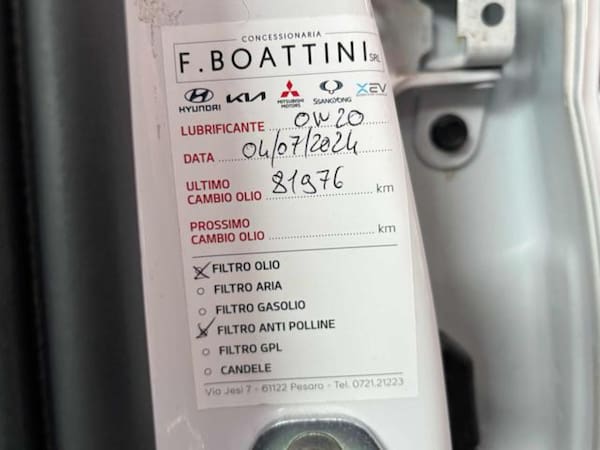 CONCESSIONARIA
F. BOATTINI SRL
HYUNDAI KIA MITSUBISHI MOTORS SSANGYONG XEV
LUBRIFICANTE 0W20
DATA 04/07/2024
ULTIMO
CAMBIO OLIO 81976 km
PROSSIMO
CAMBIO OLIO km
FILTRO OLIO
FILTRO ARIA
FILTRO GASOLIO
FILTRO ANTI POLLINE
FILTRO GPL
CANDELE
Via Jesi 7 - 61122 Pesaro - Tel. 0721.21223